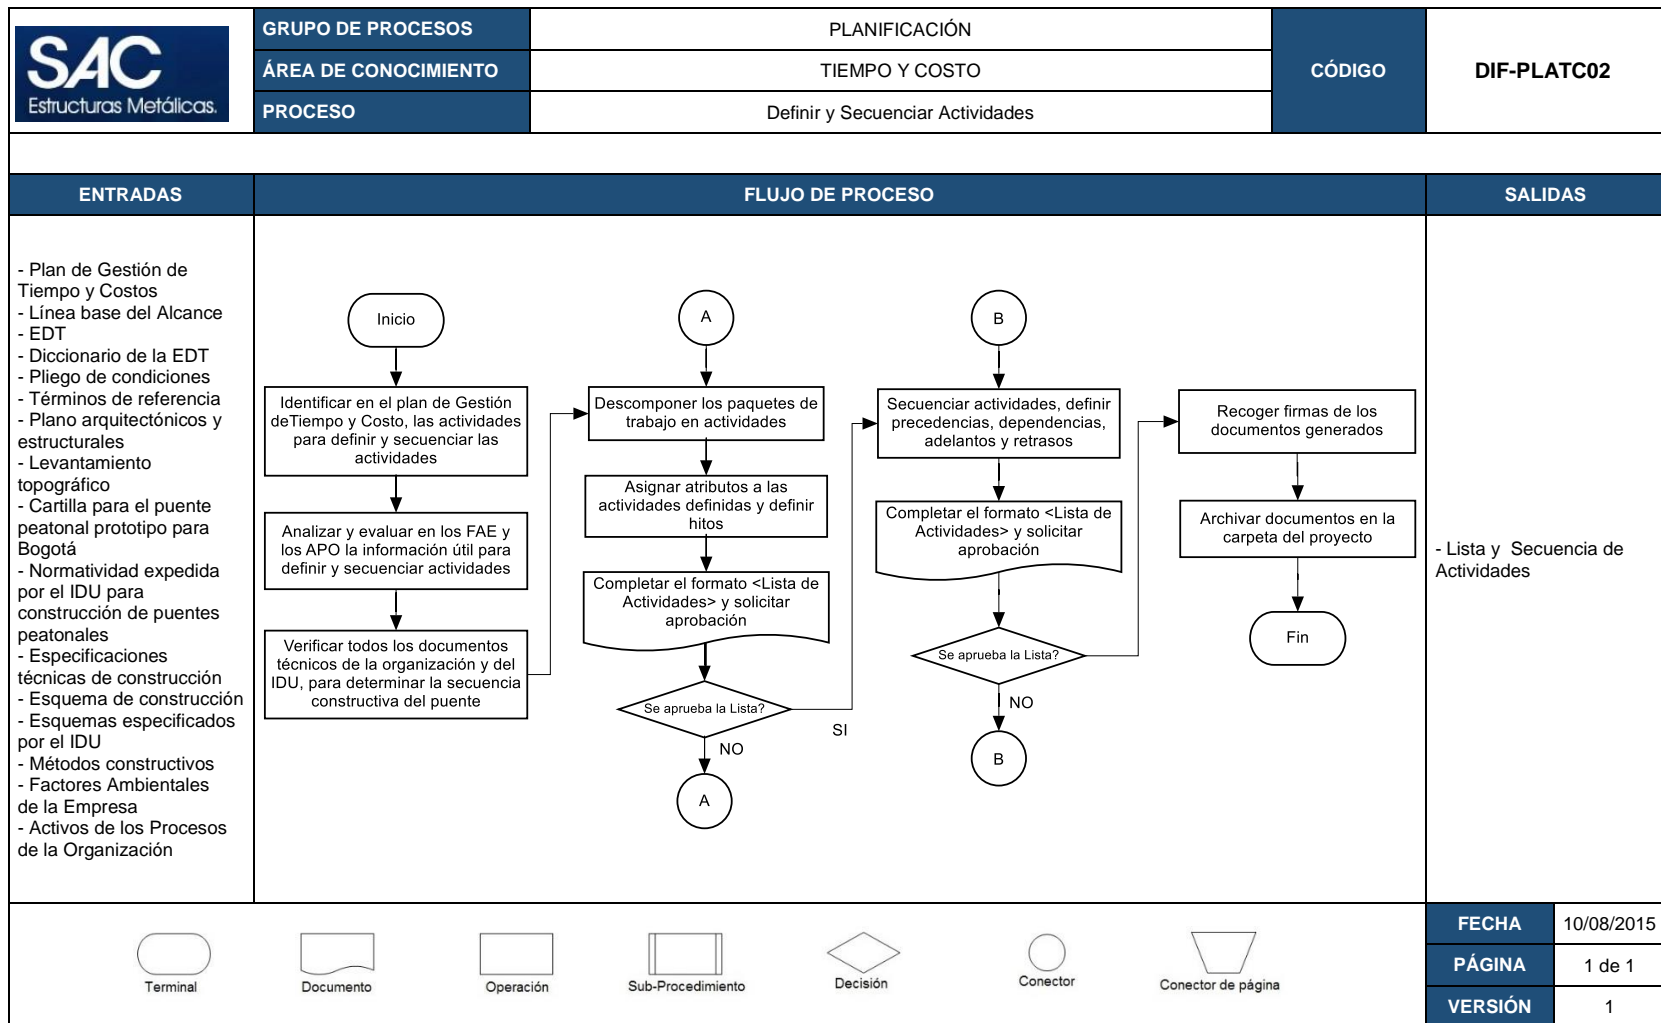 SAC
Estructuras Metálicas.
GRUPO DE PROCESOS
PLANIFICACIÓN
ÁREA DE CONOCIMIENTO
TIEMPO Y COSTO
PROCESO
Definir y Secuenciar Actividades
CÓDIGO
DIF-PLATC02
ENTRADAS
FLUJO DE PROCESO
SALIDAS
- Plan de Gestión de
Tiempo y Costos
- Línea base del Alcance
- EDT
- Diccionario de la EDT
- Pliego de condiciones
- Términos de referencia
- Plano arquitectónicos y
estructurales
- Levantamiento
topográfico
- Cartilla para el puente
peatonal prototipo para
Bogotá
- Normatividad expedida
por el IDU para
construcción de puentes
peatonales
- Especificaciones
técnicas de construcción
- Esquema de construcción
- Esquemas especificados
por el IDU
- Métodos constructivos
- Factores Ambientales
de la Empresa
- Activos de los Procesos
de la Organización
Inicio
Identificar en el plan de Gestión
deTiempo y Costo, las actividades
para definir y secuenciar las
actividades
Analizar y evaluar en los FAE y
los APO la información útil para
definir y secuenciar actividades
Verificar todos los documentos
técnicos de la organización y del
IDU, para determinar la secuencia
constructiva del puente
A
Descomponer los paquetes de
trabajo en actividades
Asignar atributos a las
actividades definidas y definir
hitos
Completar el formato <Lista de
Actividades> y solicitar
aprobación
Se aprueba la Lista?
SI
NO
A
B
Secuenciar actividades, definir
precedencias, dependencias,
adelantos y retrasos
Completar el formato <Lista de
Actividades> y solicitar
aprobación
Se aprueba la Lista?
NO
B
Recoger firmas de los
documentos generados
Archivar documentos en la
carpeta del proyecto
Fin
- Lista y  Secuencia de
Actividades
Terminal
Documento
Operación
Sub-Procedimiento
Decisión
Conector
Conector de página
FECHA
10/08/2015
PÁGINA
1 de 1
VERSIÓN
1